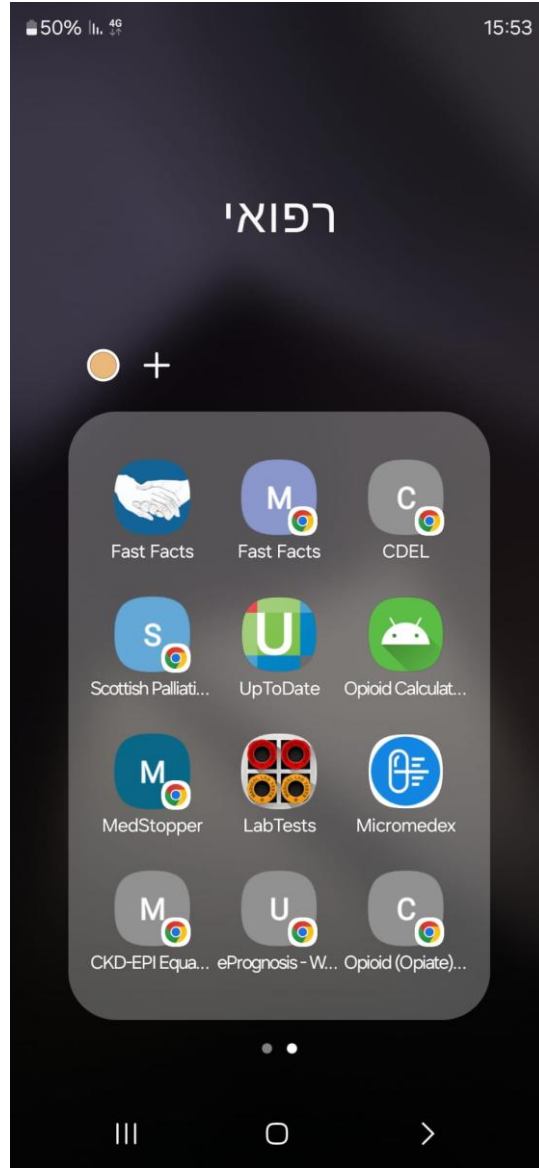 50% 4G 15:53
רפואי
M C
Fast Facts Fast Facts CDEL
S U
Scottish Palliati... UpToDate Opioid Calculat...
M
MedStopper LabTests Micromedex
M U C
CKD-EPI Equa... ePrognosis - W... Opioid (Opiate)...